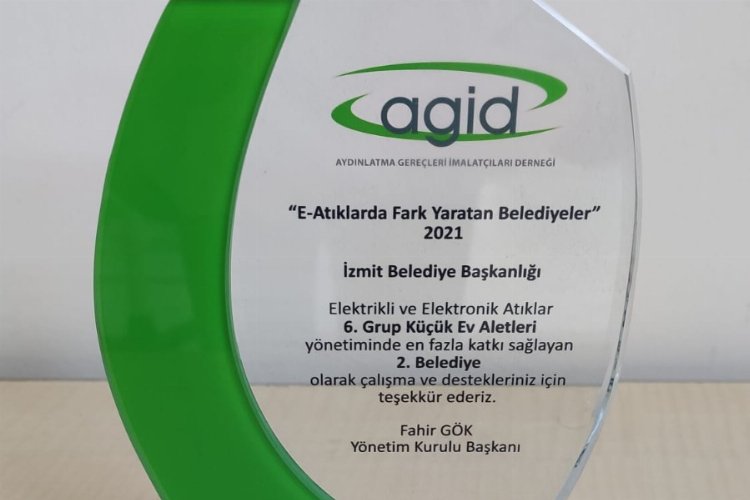 agid
AYDINLATMA GEREÇLERİ İMALATÇILARI DERNEĞİ
“E-Atıklarda Fark Yaratan Belediyeler”
2021
İzmit Belediye Başkanlığı
Elektrikli ve Elektronik Atıklar
6. Grup Küçük Ev Aletleri
yönetiminde en fazla katkı sağlayan
2. Belediye
olarak çalışma ve destekleriniz için
teşekkür ederiz.
Fahir GÖK
Yönetim Kurulu Başkanı